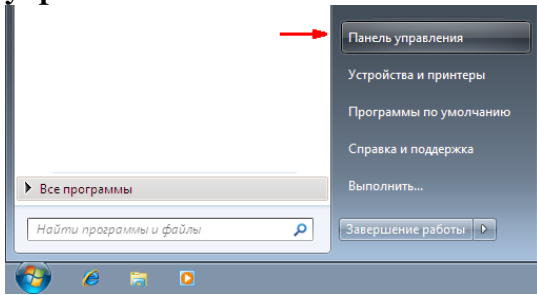 Панель управления
Устройства и принтеры
Программы по умолчанию
Справка и поддержка
Выполнить...
Все программы
Найти программы и файлы
Завершение работы